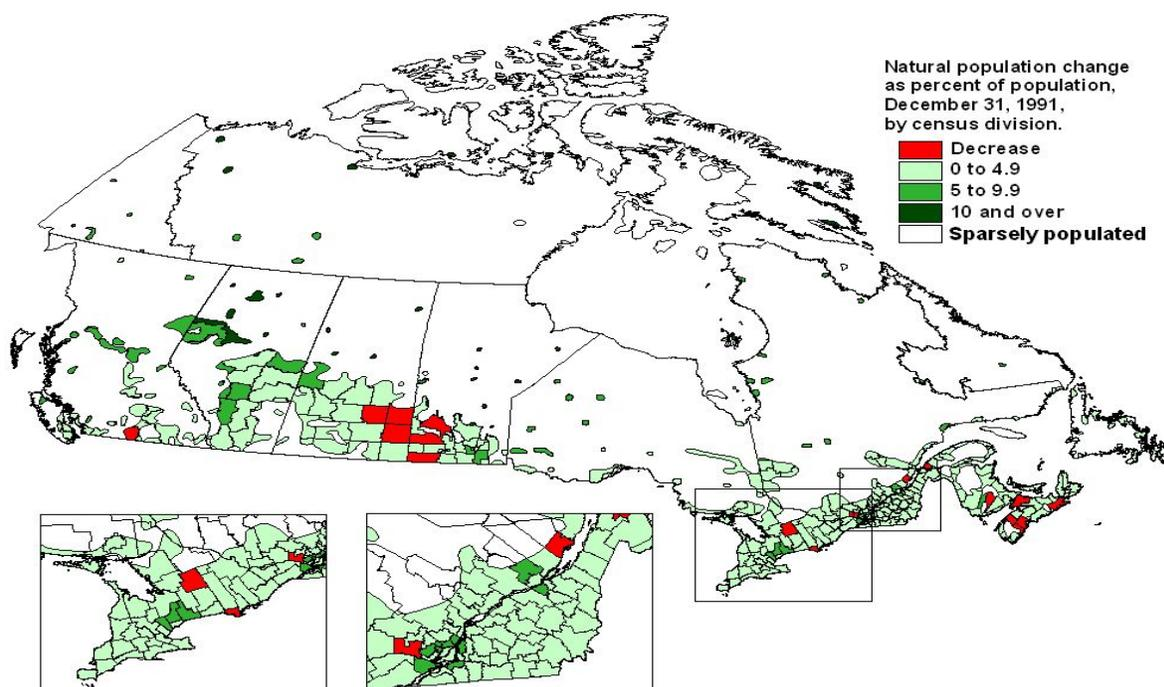 Natural population change
as percent of population,
December 31, 1991,
by census division.
Decrease
0 to 4.9
5 to 9.9
10 and over
Sparsely populated